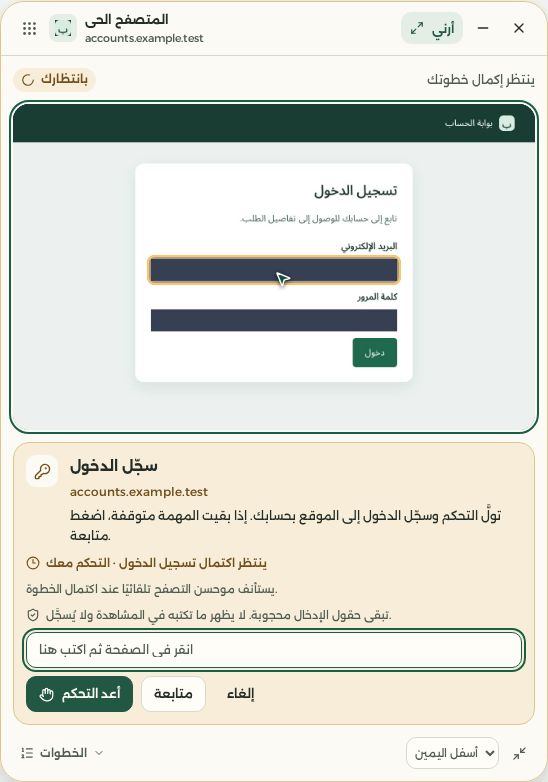 المتصفح الحي
accounts.example.test
أرني
بانتظارك
ينتظر إكمال خطوتك
ب بوابة الحساب
تسجيل الدخول
تابع إلى حسابك للوصول إلى تفاصيل الطلب.
البريد الإلكتروني
كلمة المرور
دخول
سجّل الدخول
accounts.example.test
تولَّ التحكم وسجّل الدخول إلى الموقع بحسابك. إذا بقيت المهمة متوقفة، اضغط
متابعة.
ينتظر اكتمال تسجيل الدخول · التحكم معك
يستأنف موحسن التصفح تلقائيًا عند اكتمال الخطوة.
تبقى حقول الإدخال محجوبة. لا يظهر ما تكتبه في المشاهدة ولا يُسجَّل.
انقر في الصفحة ثم اكتب هنا
أعد التحكم
متابعة
إلغاء
الخطوات
أسفل اليمين